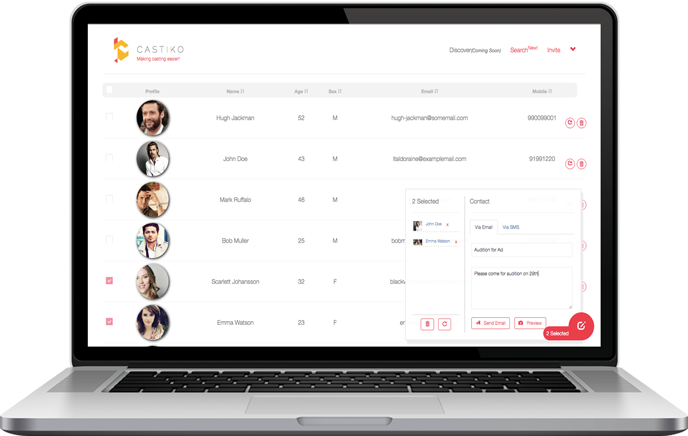 CASTIKO
Making casting easier!
Discover(Coming Soon) SearchNew! Invite
Profile Name Age Sex Email Mobile
Hugh Jackman 52 M hugh-jackman@somemail.com 990099001
John Doe 43 M ltaldoraine@examplemail.com 91991220
Mark Ruffalo 46 M
Bob Muller 25 M bobm
Scarlett Johansson 32 F blackw
Emma Watson 23 F em
2 Selected
John Doe x
Emma Watson x
Contact
Via Email Via SMS
Audition for Ad
Please come for audition on 29th
Send Email Preview
2 Selected